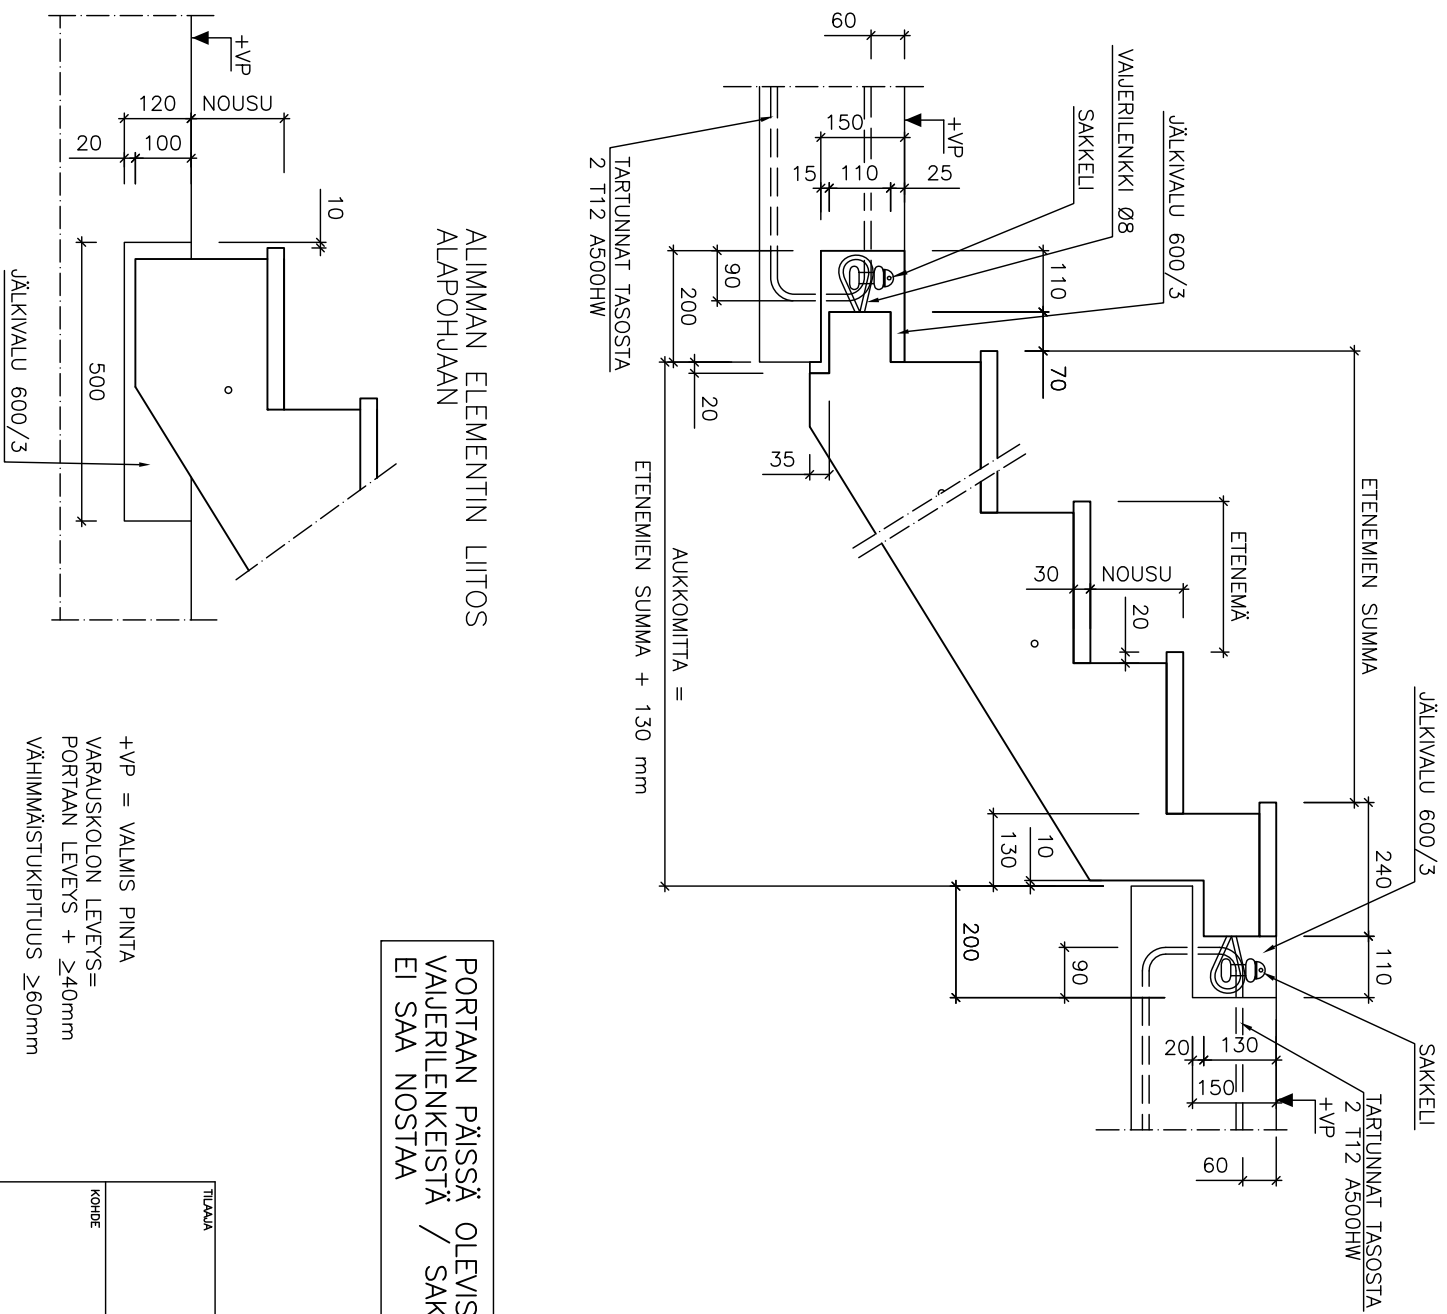 JÄLKIVALU 600/3
SAKKELI
TARTUNNAT TASOSTA
2 T12 A500HW
ETENEMIEN SUMMA
240
110
130
20
150
+VP
60
ETENEMÄ
NOUSU
30
20
10
130
200
90
JÄLKIVALU 600/3
VAIJERILENKKI Ø8
SAKKELI
60
+VP
150
15
110
25
110
70
90
200
20
35
TARTUNNAT TASOSTA
2 T12 A500HW
AUKKOMITTA =
ETENEMIEN SUMMA + 130 mm
ALIMMAN ELEMENTIN LIITOS
ALAPOHJAAN
+VP
120
NOUSU
20
100
10
500
JÄLKIVALU 600/3
PORTAAN PÄISSÄ OLEVIS
VAIJERILENKEISTÄ / SAK
EI SAA NOSTAA
+VP = VALMIS PINTA
VARAUSKOLON LEVEYS=
PORTAAN LEVEYS + ≥40mm
VÄHIMMÄISTUKIPITUUS ≥60mm
TILAAJA
KOHDE